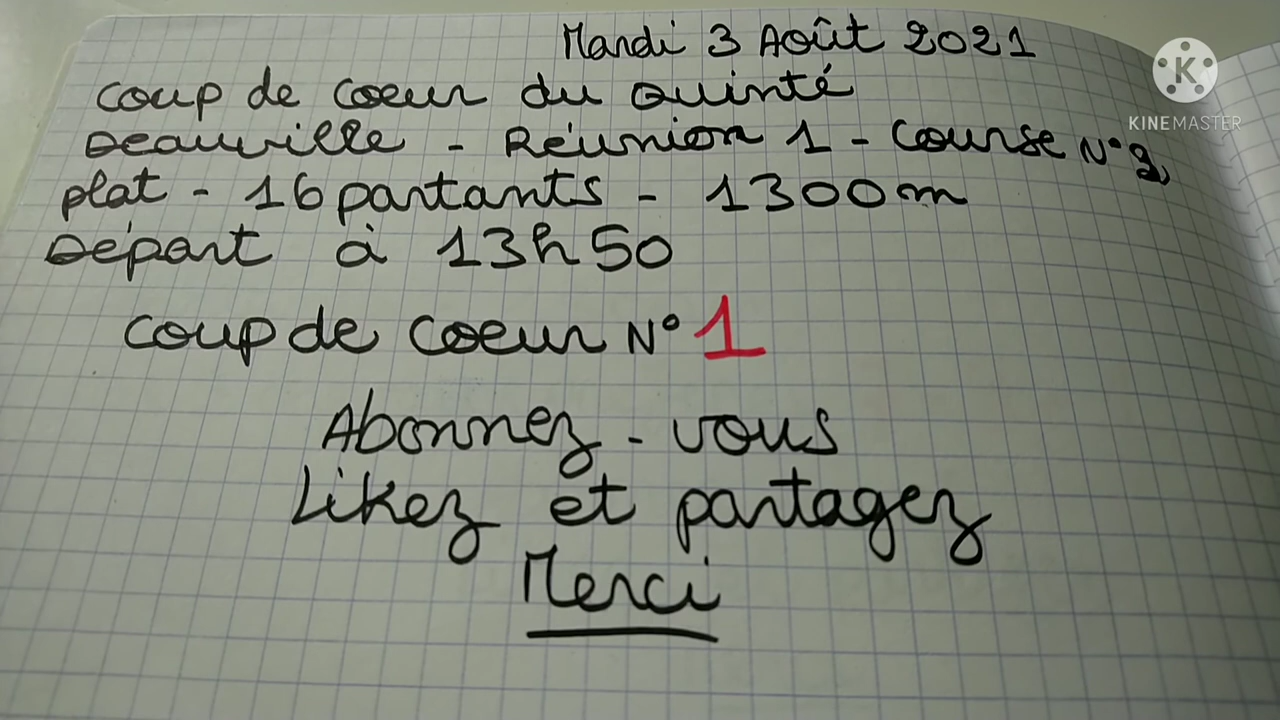 Mardi 3 Août 2021
Coup de coeur du Quinté
Deauville - Réunion 1 - Course N° 2
plat - 16 partants - 1300m
Départ à 13h50
Coup de coeur N° 1
Abonnez-vous
Likez et partagez
Merci
K
KINEMASTER